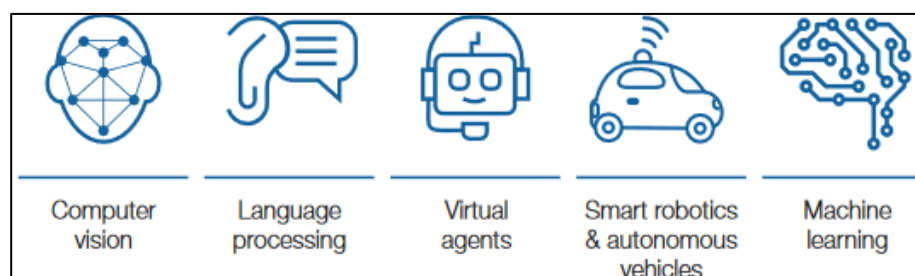 Computer
vision
Language
processing
Virtual
agents
Smart robotics
& autonomous
vehicles
Machine
learning